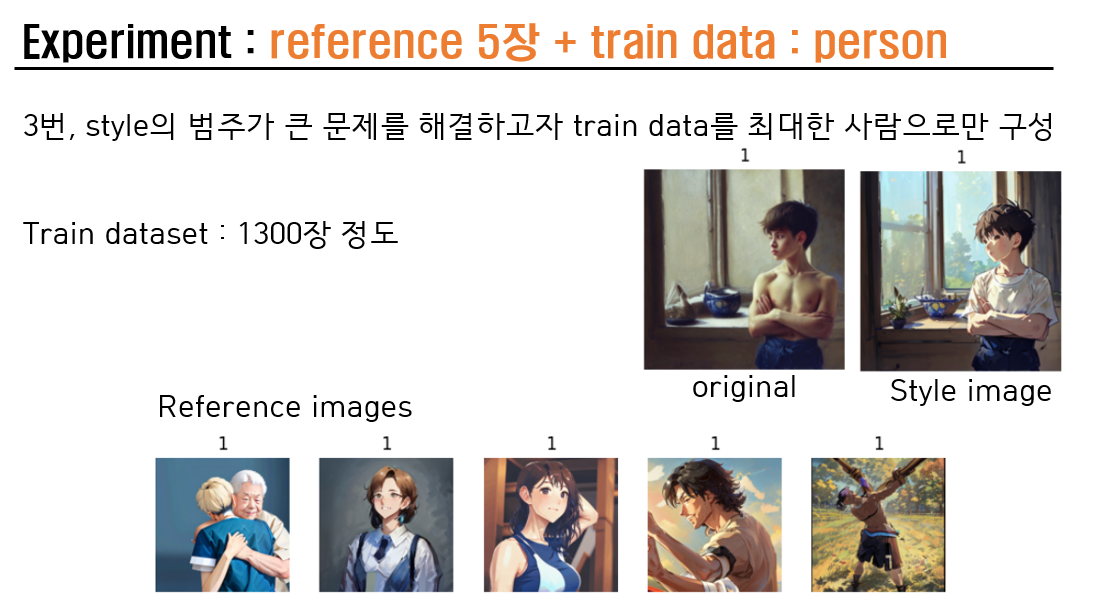 Experiment : reference 5장 + train data : person
3번, style의 범주가 큰 문제를 해결하고자 train data를 최대한 사람으로만 구성
1 1
Train dataset : 1300장 정도
original Style image
Reference images
1 1 1 1 1